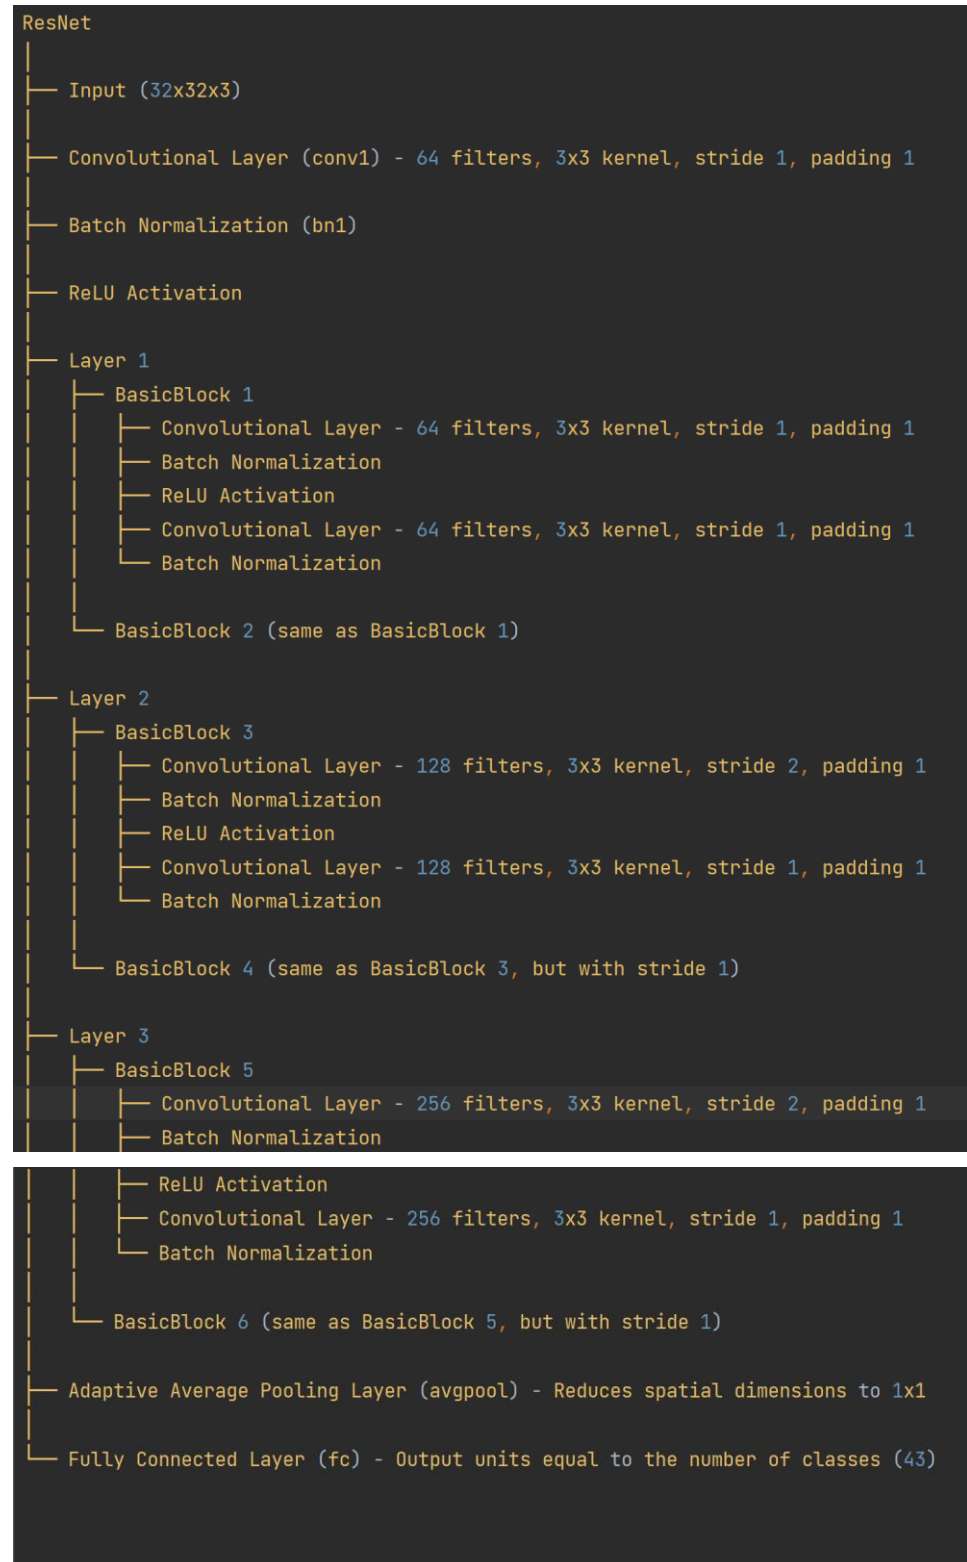 ResNet
Input (32x32x3)
Convolutional Layer (conv1) - 64 filters, 3x3 kernel, stride 1, padding 1
Batch Normalization (bn1)
ReLU Activation
Layer 1
BasicBlock 1
Convolutional Layer - 64 filters, 3x3 kernel, stride 1, padding 1
Batch Normalization
ReLU Activation
Convolutional Layer - 64 filters, 3x3 kernel, stride 1, padding 1
Batch Normalization
BasicBlock 2 (same as BasicBlock 1)
Layer 2
BasicBlock 3
Convolutional Layer - 128 filters, 3x3 kernel, stride 2, padding 1
Batch Normalization
ReLU Activation
Convolutional Layer - 128 filters, 3x3 kernel, stride 1, padding 1
Batch Normalization
BasicBlock 4 (same as BasicBlock 3, but with stride 1)
Layer 3
BasicBlock 5
Convolutional Layer - 256 filters, 3x3 kernel, stride 2, padding 1
Batch Normalization
ReLU Activation
Convolutional Layer - 256 filters, 3x3 kernel, stride 1, padding 1
Batch Normalization
BasicBlock 6 (same as BasicBlock 5, but with stride 1)
Adaptive Average Pooling Layer (avgpool) - Reduces spatial dimensions to 1x1
Fully Connected Layer (fc) - Output units equal to the number of classes (43)